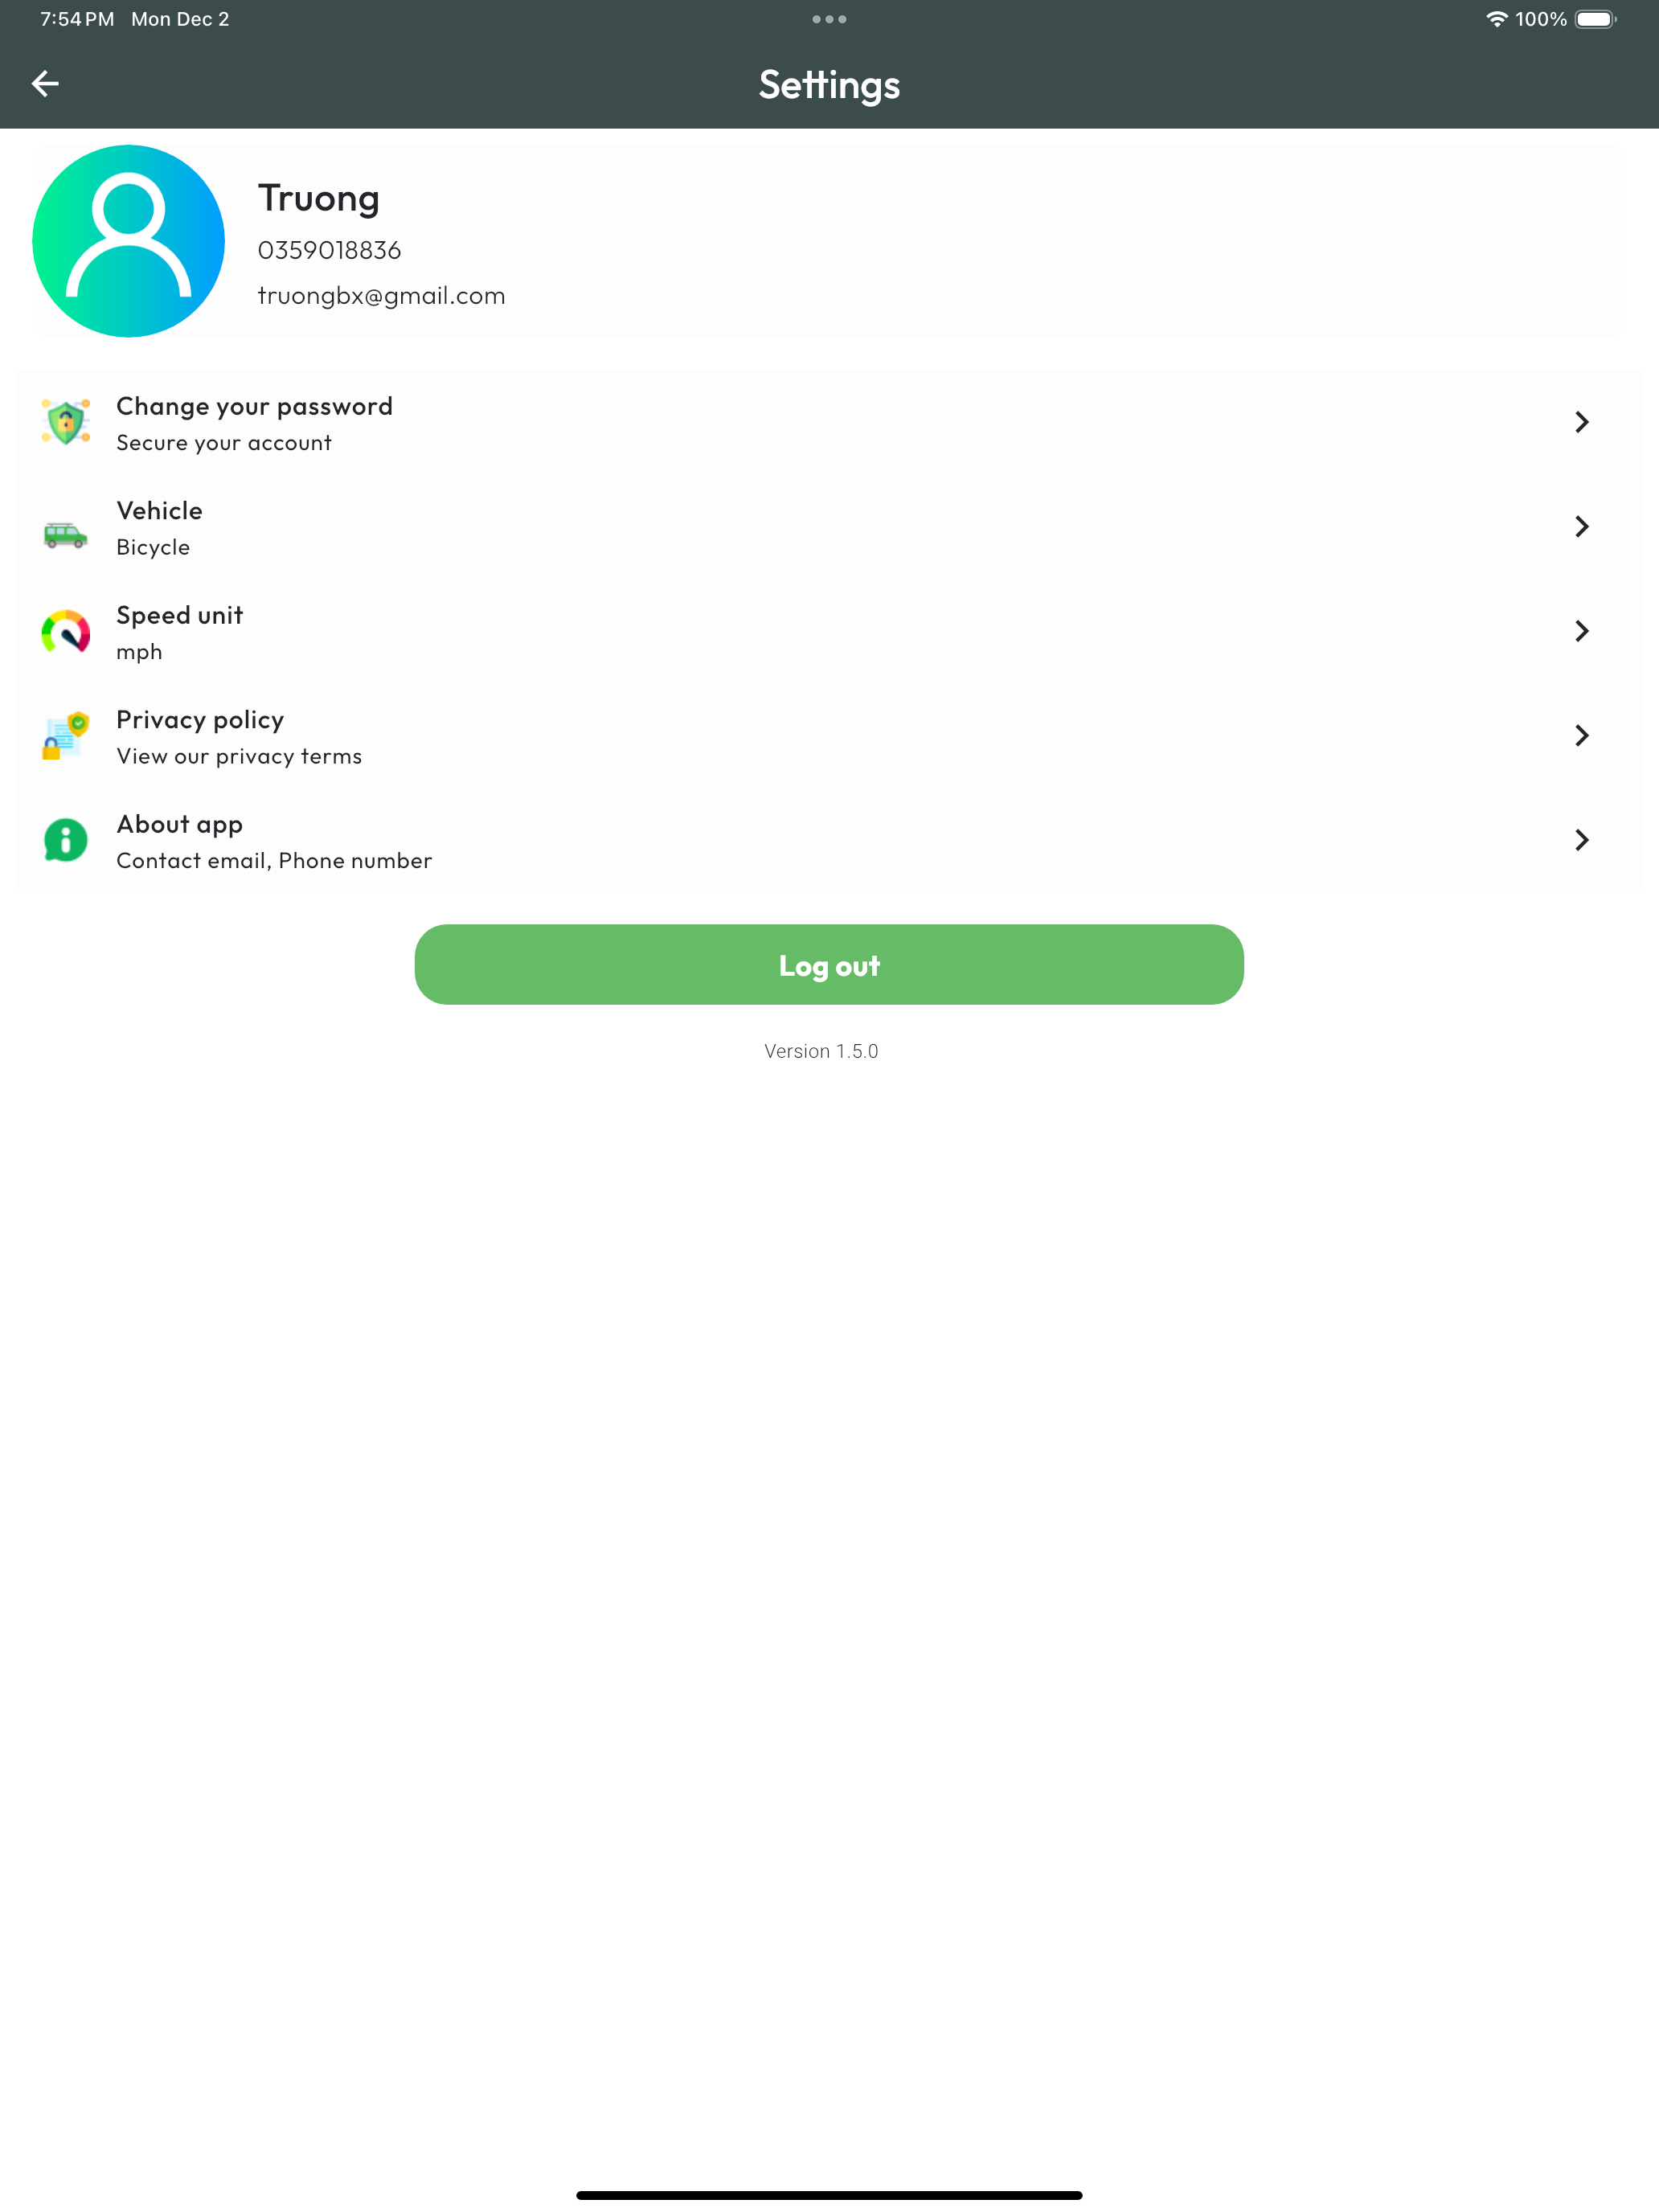 7:54 PM Mon Dec 2
100%
Settings
Truong
0359018836
truongbx@gmail.com
Change your password
Secure your account
Vehicle
Bicycle
Speed unit
mph
Privacy policy
View our privacy terms
About app
Contact email, Phone number
Log out
Version 1.5.0